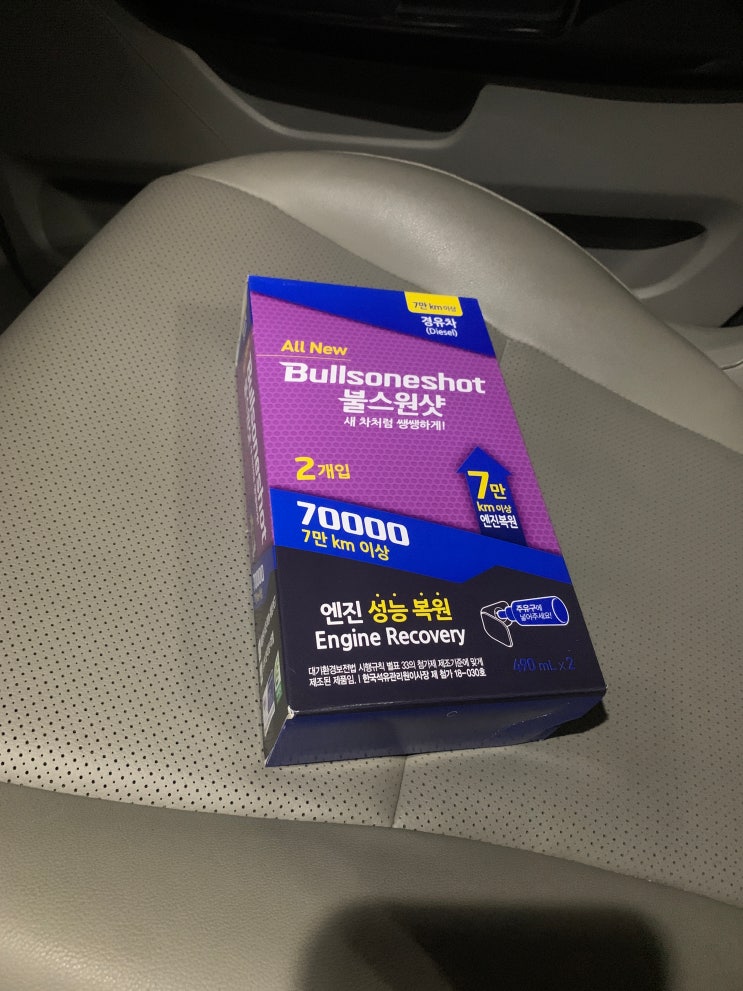 7만 km 이상
경유차
(Diesel)
All New
Bullsoneshot
불스원샷
새 차처럼 쌩쌩하게!
2개입
7만
km 이상
엔진복원
70000
7만 km 이상
엔진 성능 복원
Engine Recovery
주유구에
넣어주세요!
690 mL x 2
대기환경보전법 시행규칙 별표 33의 첨가제 제조기준에 맞게
제조된 제품임. I 한국석유관리원이사장 제 첨가 18-030호
Bullsoneshot
70000